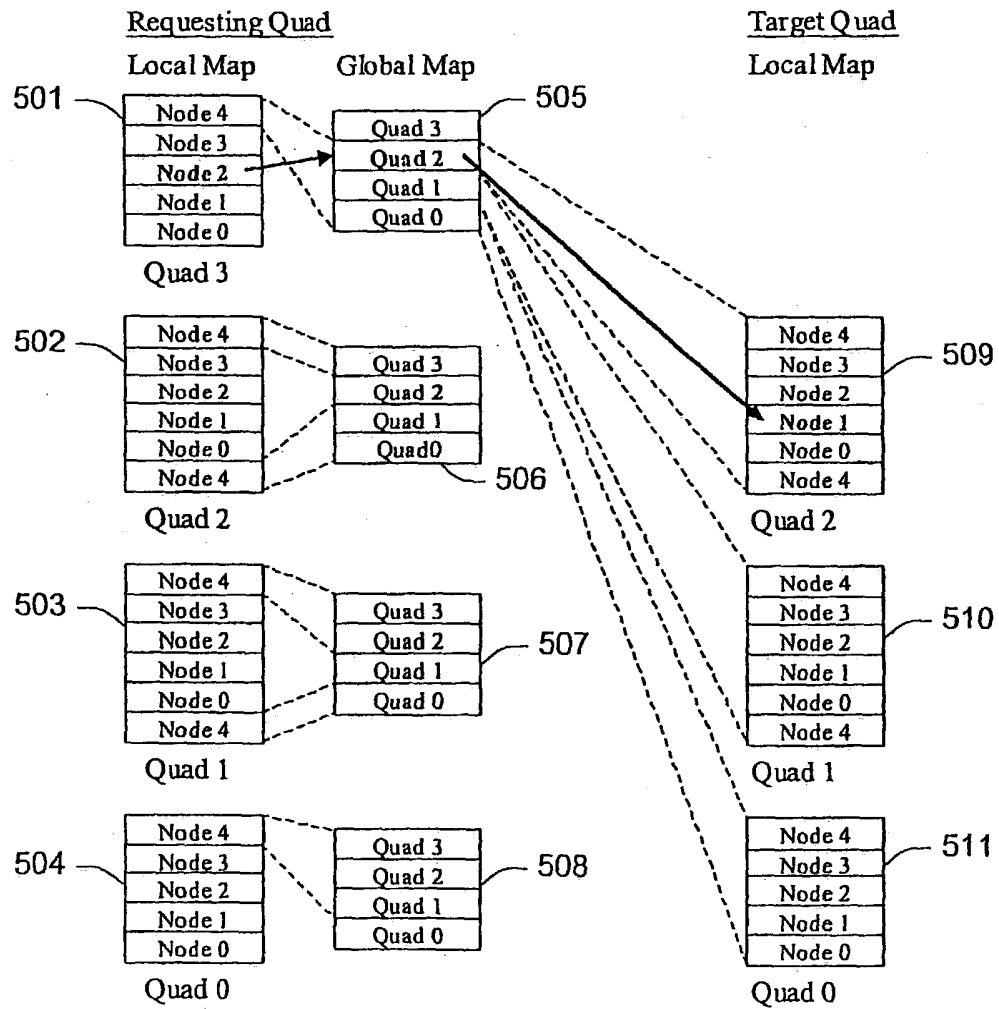 Requesting Quad
Target Quad
Local Map
Global Map
Local Map
501
Node 4
Node 3
Node 2
Node 1
Node 0
Quad 3
505
Quad 3
Quad 2
Quad 1
Quad 0
502
Node 4
Node 3
Node 2
Node 1
Node 0
Node 4
Quad 2
Quad 3
Quad 2
Quad 1
Quad0
506
509
Node 4
Node 3
Node 2
Node 1
Node 0
Node 4
Quad 2
503
Node 4
Node 3
Node 2
Node 1
Node 0
Node 4
Quad 1
507
Quad 3
Quad 2
Quad 1
Quad 0
510
Node 4
Node 3
Node 2
Node 1
Node 0
Node 4
Quad 1
504
Node 4
Node 3
Node 2
Node 1
Node 0
Quad 0
508
Quad 3
Quad 2
Quad 1
Quad 0
511
Node 4
Node 3
Node 2
Node 1
Node 0
Quad 0